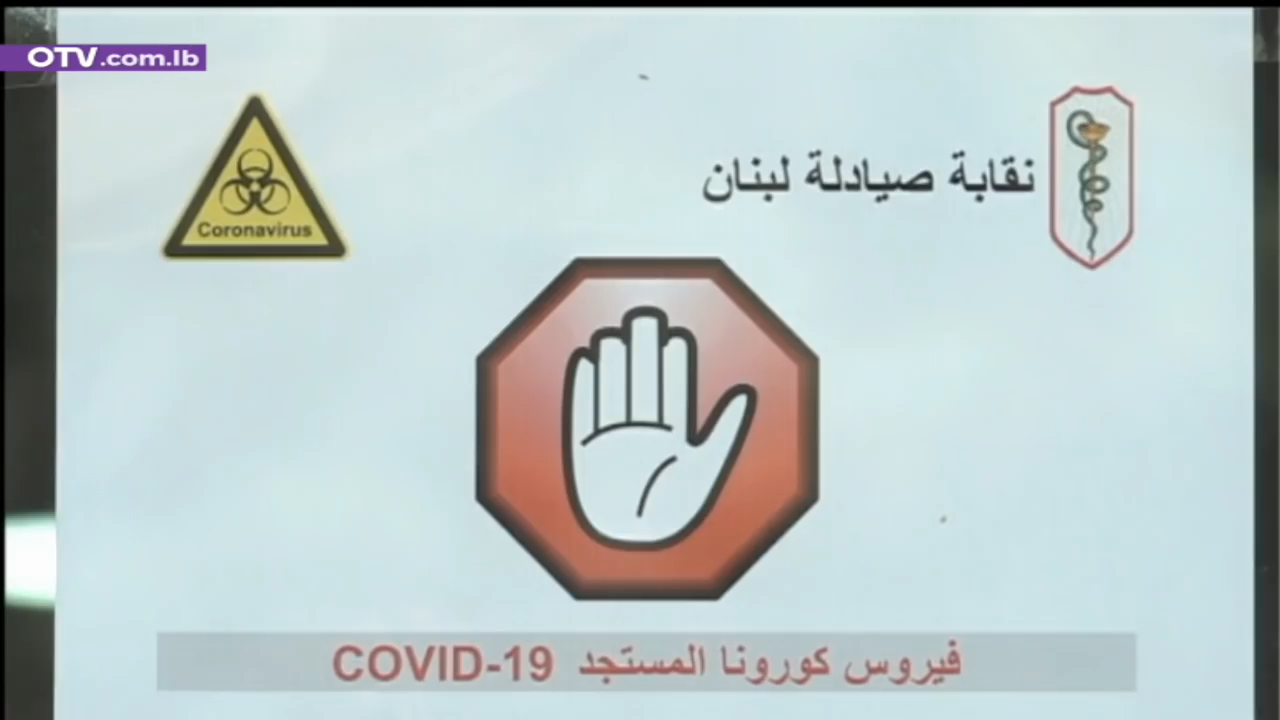 OTV.com.lb
نقابة صيادلة لبنان
Coronavirus
فيروس كورونا المستجد COVID-19